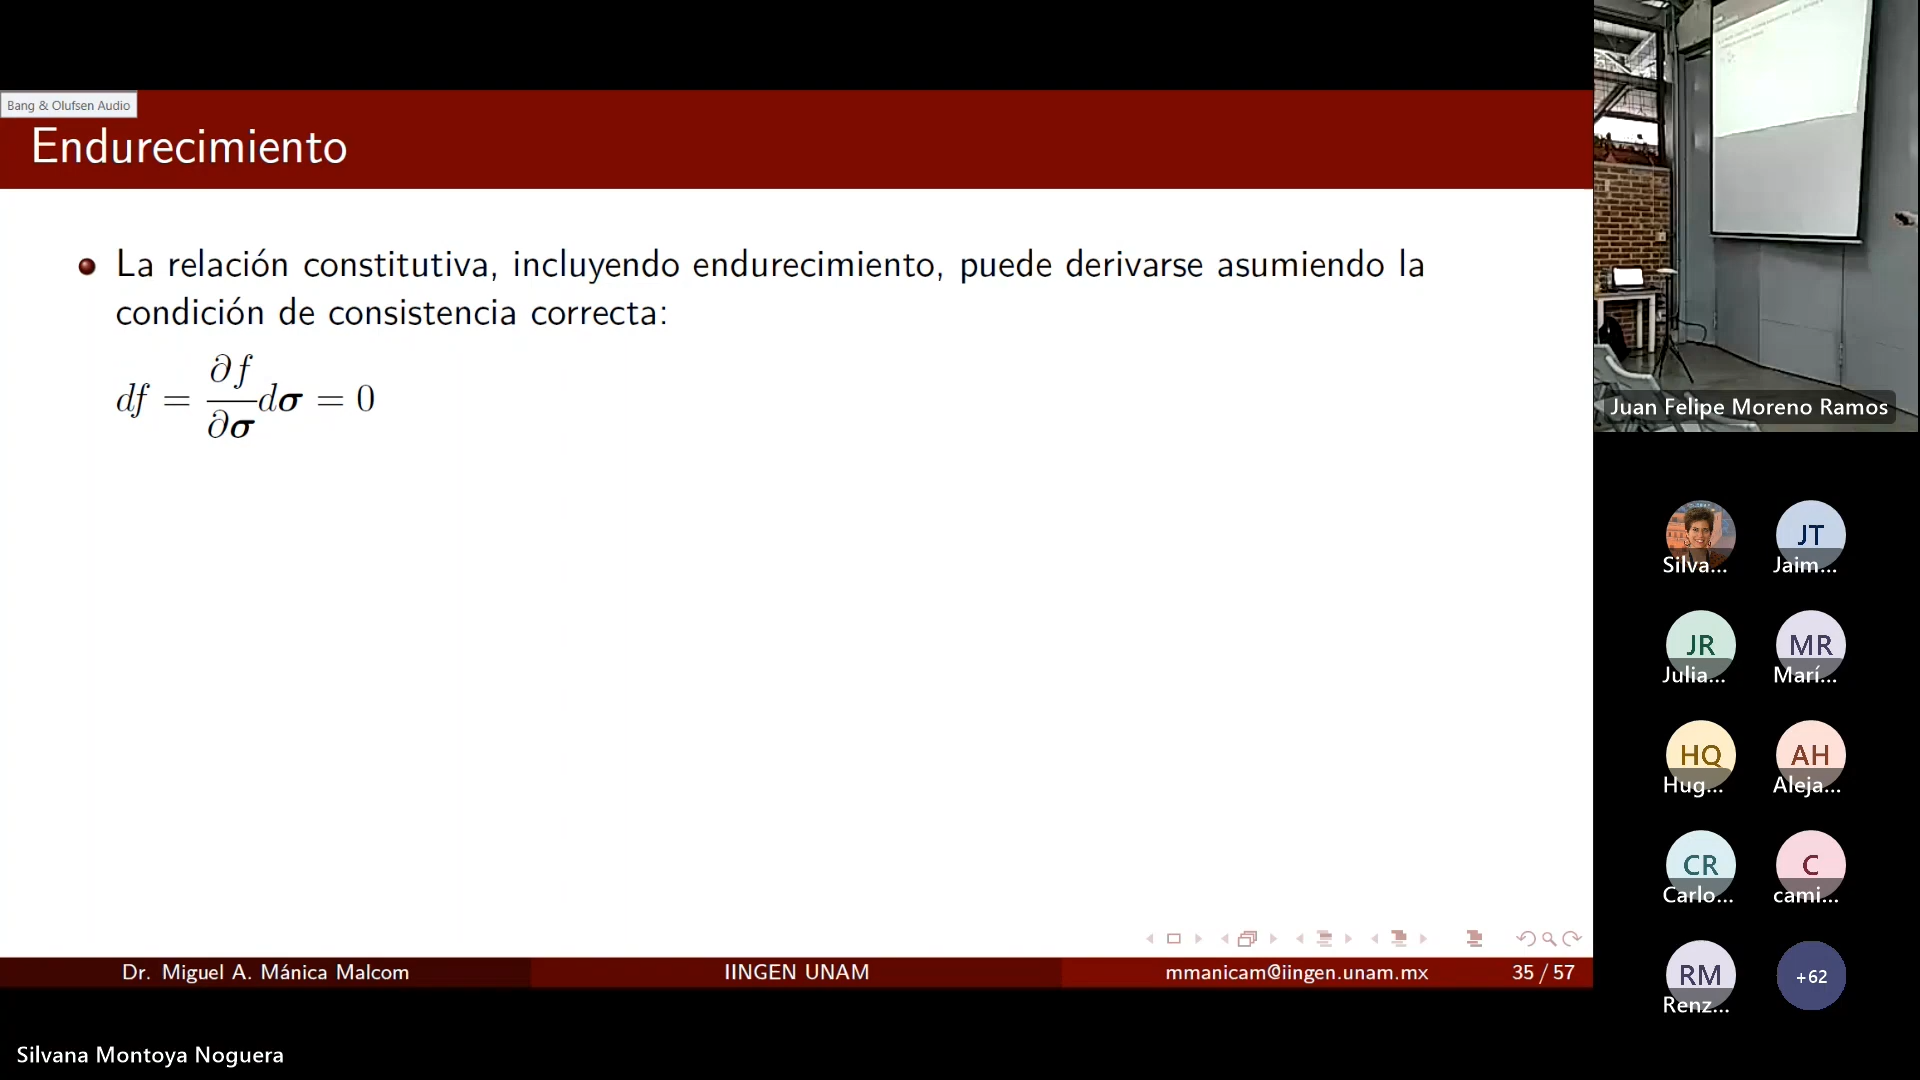 Bang & Olufsen Audio
Endurecimiento
La relación constitutiva, incluyendo endurecimiento, puede derivarse asumiendo la
condición de consistencia correcta:
df = ∂f/∂σ dσ = 0
Dr. Miguel A. Mánica Malcom
IINGEN UNAM
mmanicam@iingen.unam.mx
35 / 57
Juan Felipe Moreno Ramos
Silva...
JT
Jaim...
JR
Julia...
MR
Marí...
HQ
Hug...
AH
Aleja...
CR
Carlo...
C
cami...
RM
Renz...
+62
Silvana Montoya Noguera